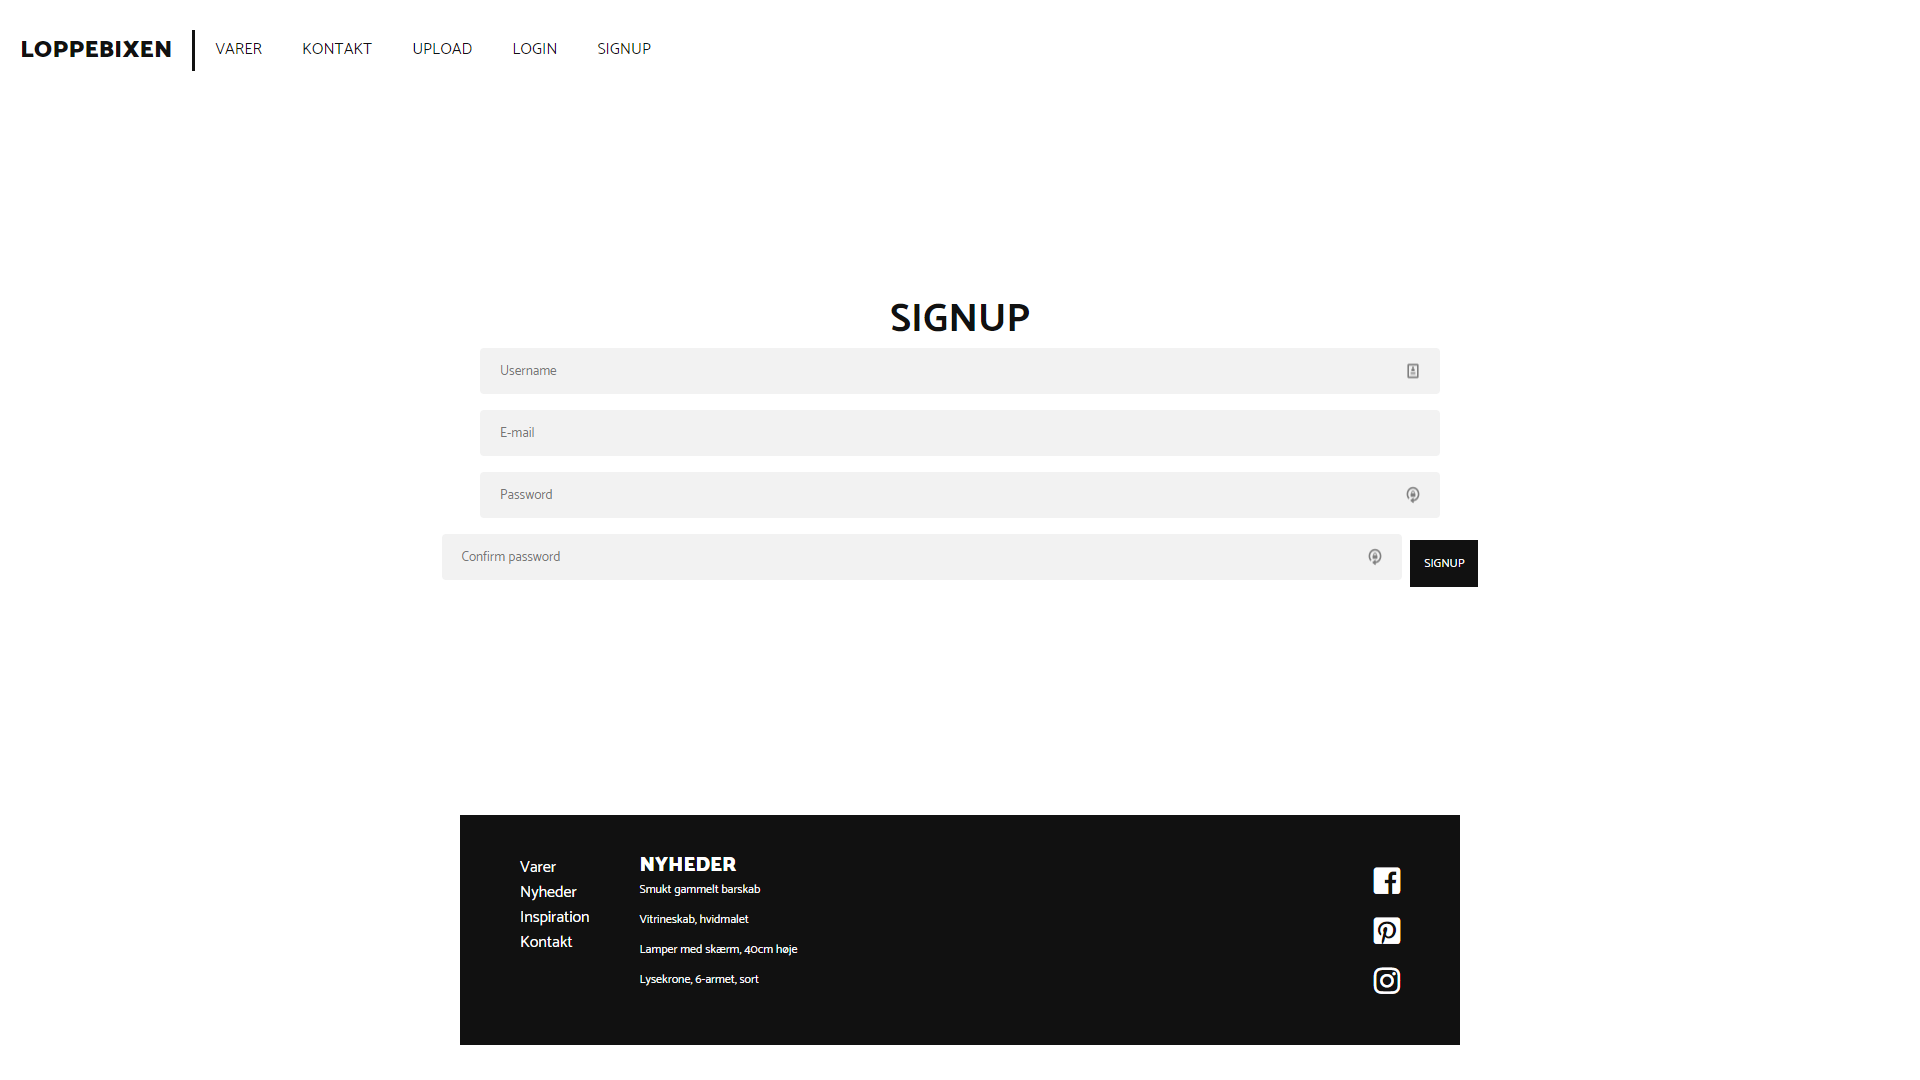 LOPPEBIXEN
VARER
KONTAKT
UPLOAD
LOGIN
SIGNUP
SIGNUP
Username
E-mail
Password
Confirm password
SIGNUP
Varer
Nyheder
Inspiration
Kontakt
NYHEDER
Smukt gammelt barskab
Vitrineskab, hvidmalet
Lamper med skærm, 40cm høje
Lysekrone, 6-armet, sort